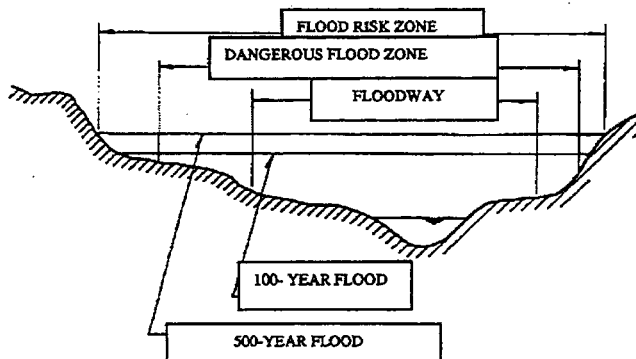 FLOOD RISK ZONE
DANGEROUS FLOOD ZONE
FLOODWAY
100- YEAR FLOOD
500-YEAR FLOOD